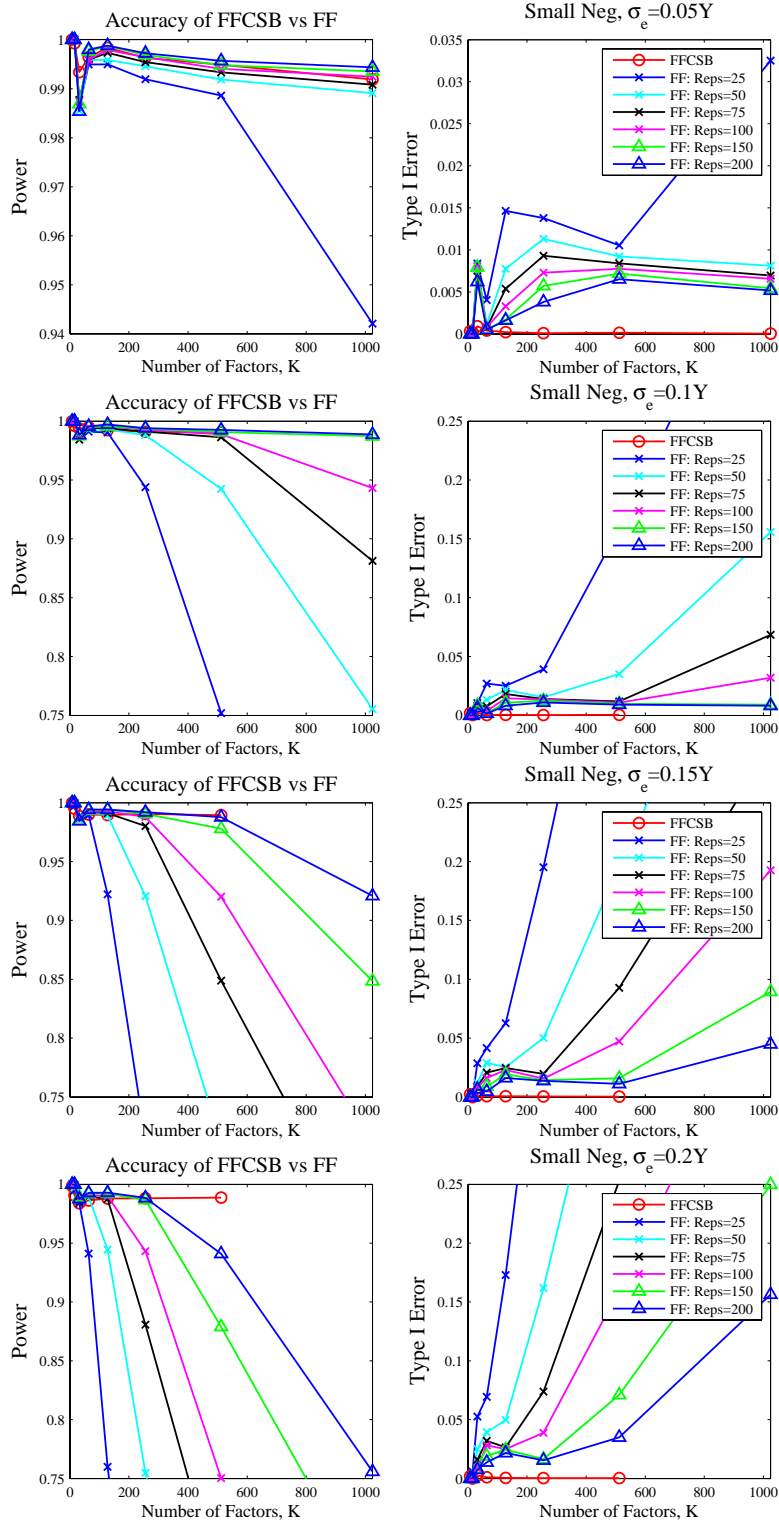 Accuracy of FFCSB vs FF
1
0.99
0.98
0.97
0.96
0.95
0.94
Power
0 200 400 600 800 1000
Number of Factors, K
Small Neg, σe=0.05Y
0.035
0.03
0.025
0.02
0.015
0.01
0.005
0
Type I Error
FFCSB
FF: Reps=25
FF: Reps=50
FF: Reps=75
FF: Reps=100
FF: Reps=150
FF: Reps=200
0 200 400 600 800 1000
Number of Factors, K
Accuracy of FFCSB vs FF
1
0.95
0.9
0.85
0.8
0.75
Power
0 200 400 600 800 1000
Number of Factors, K
Small Neg, σe=0.1Y
0.25
0.2
0.15
0.1
0.05
0
Type I Error
FFCSB
FF: Reps=25
FF: Reps=50
FF: Reps=75
FF: Reps=100
FF: Reps=150
FF: Reps=200
0 200 400 600 800 1000
Number of Factors, K
Accuracy of FFCSB vs FF
1
0.95
0.9
0.85
0.8
0.75
Power
0 200 400 600 800 1000
Number of Factors, K
Small Neg, σe=0.15Y
0.25
0.2
0.15
0.1
0.05
0
Type I Error
FFCSB
FF: Reps=25
FF: Reps=50
FF: Reps=75
FF: Reps=100
FF: Reps=150
FF: Reps=200
0 200 400 600 800 1000
Number of Factors, K
Accuracy of FFCSB vs FF
1
0.95
0.9
0.85
0.8
0.75
Power
0 200 400 600 800 1000
Number of Factors, K
Small Neg, σe=0.2Y
0.25
0.2
0.15
0.1
0.05
0
Type I Error
FFCSB
FF: Reps=25
FF: Reps=50
FF: Reps=75
FF: Reps=100
FF: Reps=150
FF: Reps=200
0 200 400 600 800 1000
Number of Factors, K